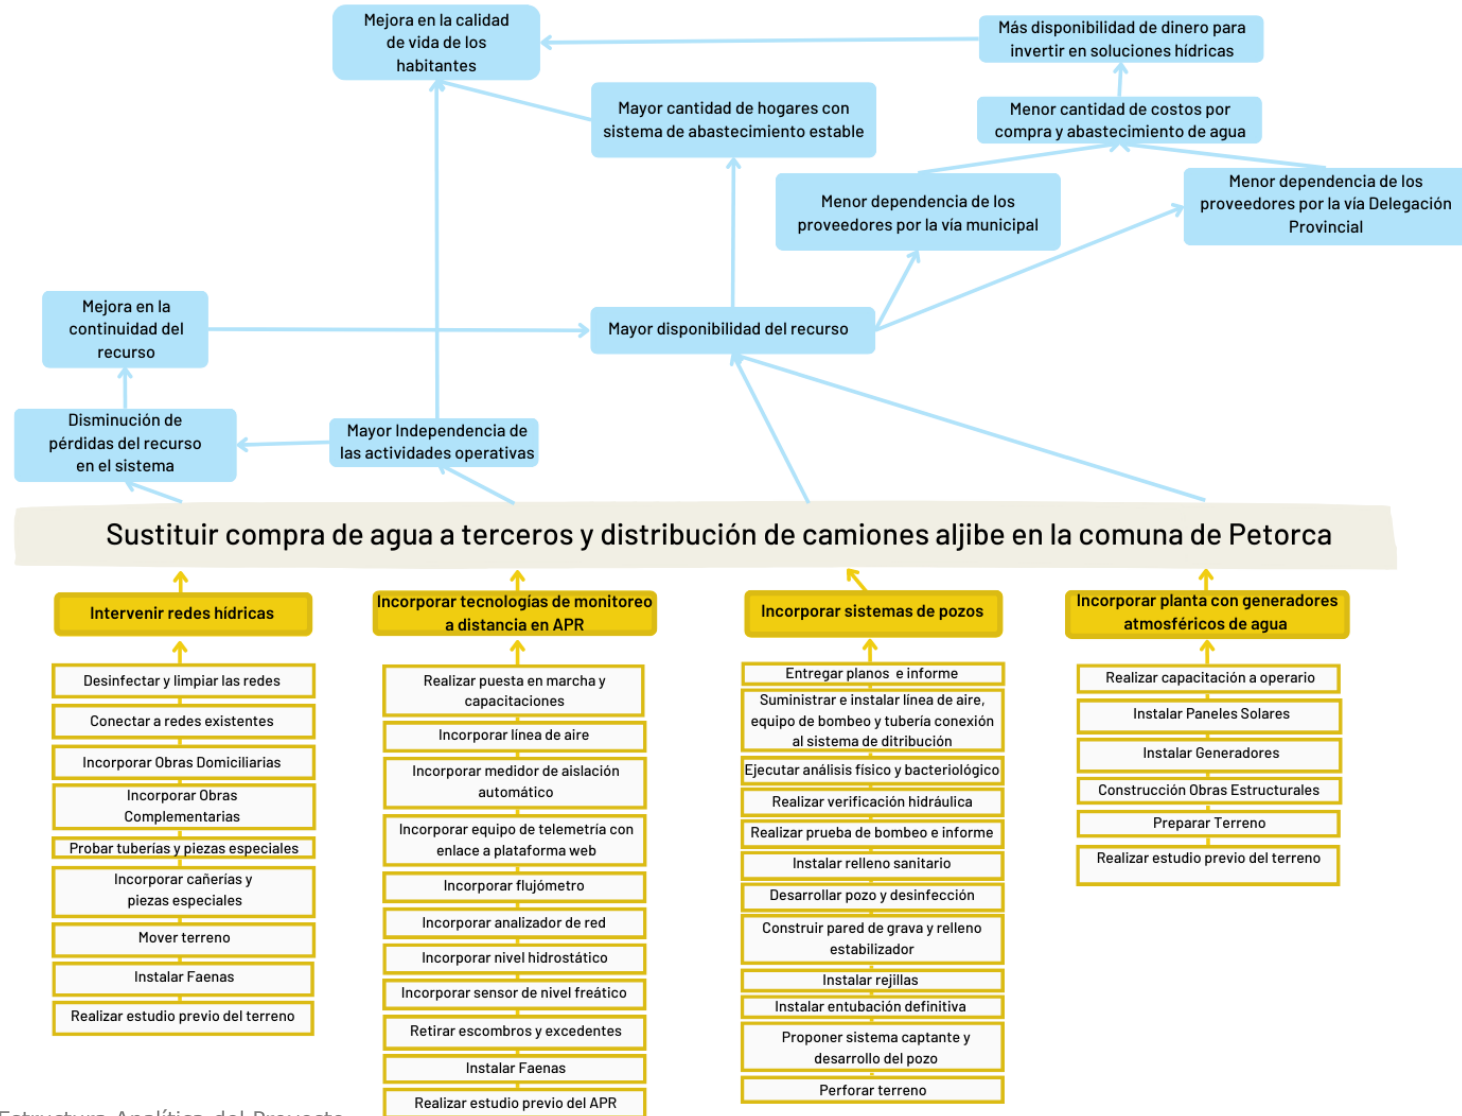 Mejora en la calidad
de vida de los
habitantes
Más disponibilidad de dinero para
invertir en soluciones hídricas
Mayor cantidad de hogares con
sistema de abastecimiento estable
Menor cantidad de costos por
compra y abastecimiento de agua
Menor dependencia de los
proveedores por la vía municipal
Menor dependencia de los
proveedores por la vía Delegación
Provincial
Mejora en la
continuidad del
recurso
Mayor disponibilidad del recurso
Disminución de
pérdidas del recurso
en el sistema
Mayor Independencia de
las actividades operativas
Sustituir compra de agua a terceros y distribución de camiones aljibe en la comuna de Petorca
Intervenir redes hídricas
Desinfectar y limpiar las redes
Conectar a redes existentes
Incorporar Obras Domiciliarias
Incorporar Obras
Complementarias
Probar tuberías y piezas especiales
Incorporar cañerías y
piezas especiales
Mover terreno
Instalar Faenas
Realizar estudio previo del terreno
Incorporar tecnologías de monitoreo
a distancia en APR
Realizar puesta en marcha y
capacitaciones
Incorporar línea de aire
Incorporar medidor de aislación
automático
Incorporar equipo de telemetría con
enlace a plataforma web
Incorporar flujómetro
Incorporar analizador de red
Incorporar nivel hidrostático
Incorporar sensor de nivel freático
Retirar escombros y excedentes
Instalar Faenas
Realizar estudio previo del APR
Incorporar sistemas de pozos
Entregar planos e informe
Suministrar e instalar línea de aire,
equipo de bombeo y tubería conexión
al sistema de ditribución
Ejecutar análisis físico y bacteriológico
Realizar verificación hidráulica
Realizar prueba de bombeo e informe
Instalar relleno sanitario
Desarrollar pozo y desinfección
Construir pared de grava y relleno
estabilizador
Instalar rejillas
Instalar entubación definitiva
Proponer sistema captante y
desarrollo del pozo
Perforar terreno
Incorporar planta con generadores
atmosféricos de agua
Realizar capacitación a operario
Instalar Paneles Solares
Instalar Generadores
Construcción Obras Estructurales
Preparar Terreno
Realizar estudio previo del terreno
Estructura Analítica del Proyecto